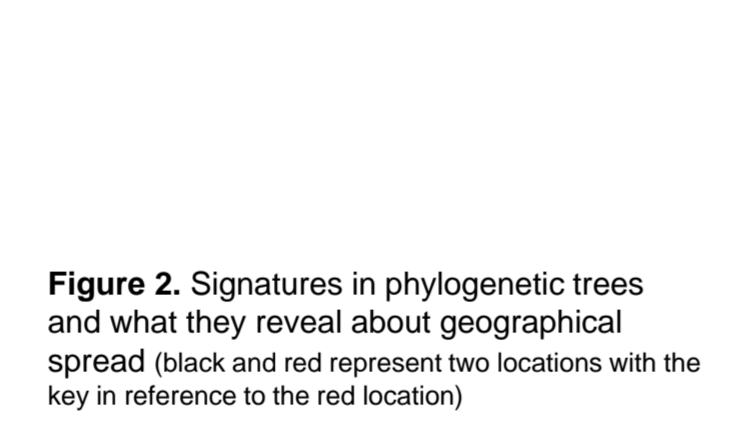 Figure 2. Signatures in phylogenetic trees
and what they reveal about geographical
spread (black and red represent two locations with the
key in reference to the red location)